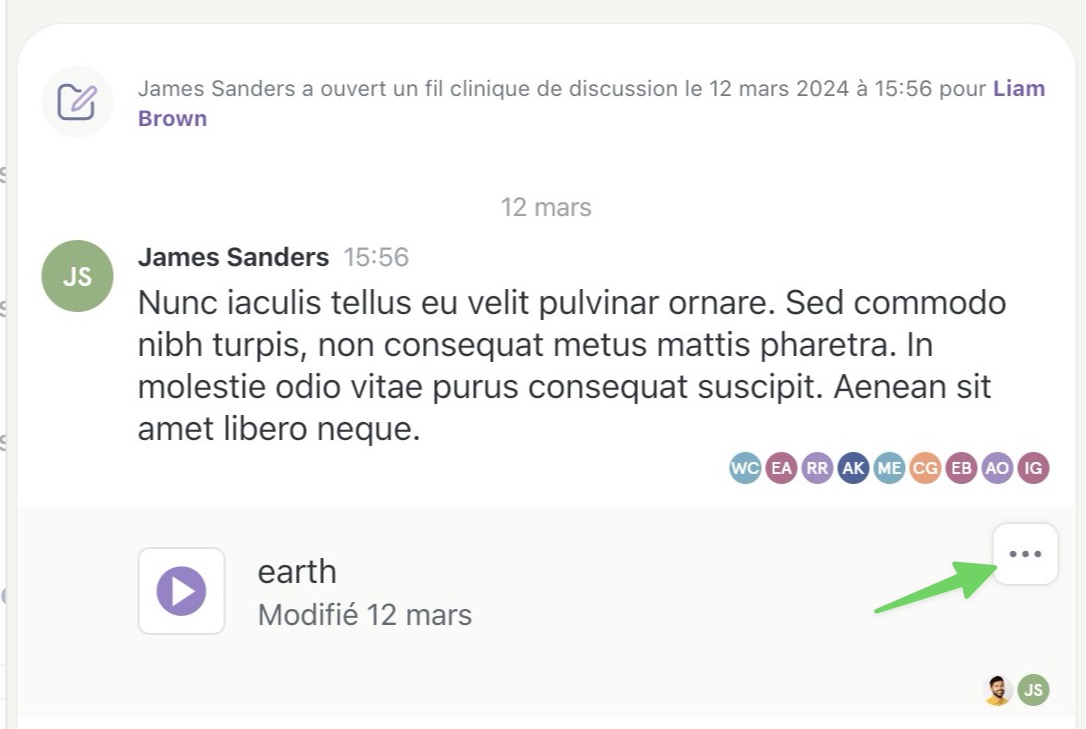 James Sanders a ouvert un fil clinique de discussion le 12 mars 2024 à 15:56 pour Liam
Brown
12 mars
JS
James Sanders 15:56
Nunc iaculis tellus eu velit pulvinar ornare. Sed commodo
nibh turpis, non consequat metus mattis pharetra. In
molestie odio vitae purus consequat suscipit. Aenean sit
amet libero neque.
WC EA RR AK ME CG EB AO IG
earth
Modifié 12 mars
JS